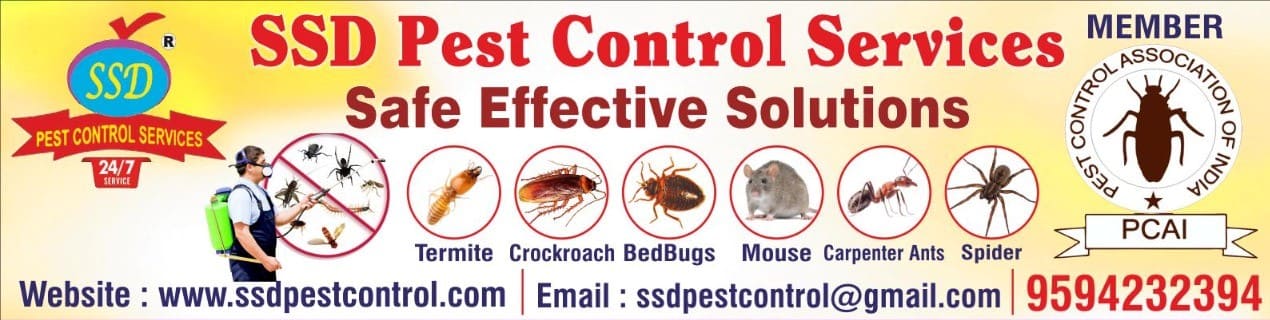 SSD
®
PEST CONTROL SERVICES
24/7
SERVICE
SSD Pest Control Services
Safe Effective Solutions
MEMBER
PEST CONTROL ASSOCIATION OF INDIA
PCAI
Termite Crockroach BedBugs Mouse Carpenter Ants Spider
Website : www.ssdpestcontrol.com | Email : ssdpestcontrol@gmail.com | 9594232394